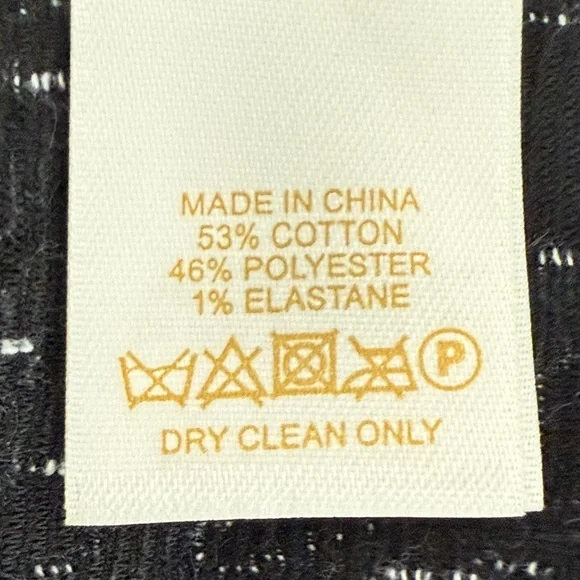 MADE IN CHINA
53% COTTON
46% POLYESTER
1% ELASTANE
P
DRY CLEAN ONLY